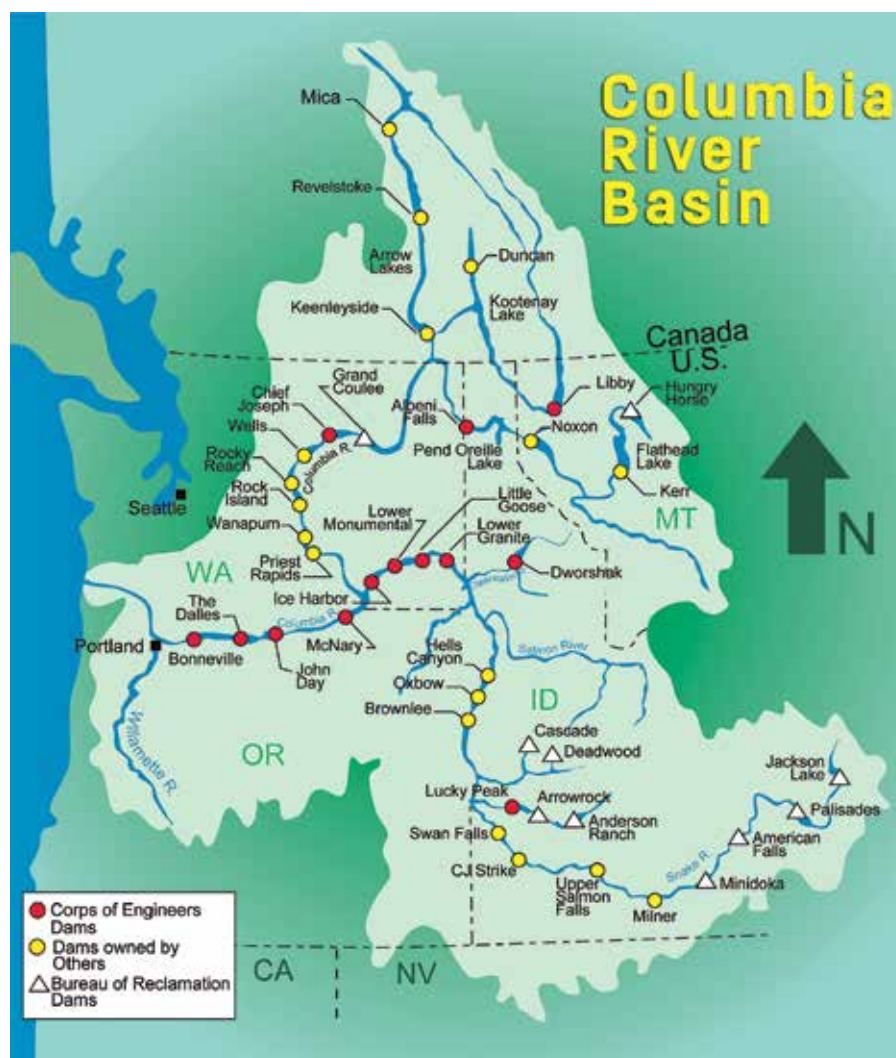 Columbia
River
Basin
Mica
Revelstoke
Arrow
Lakes
Duncan
Kootenay
Lake
Keenleyside
Canada
U.S.
Grand
Coulee
Chief
Joseph
Wells
Rocky
Reach
Rock
Island
Wanapum
Priest
Rapids
Columbia R.
Albeni
Falls
Pend Oreille
Lake
Libby
Hungry
Horse
Noxon
Flathead
Lake
Kerr
MT
Seattle
WA
Lower
Monumental
Little
Goose
Lower
Granite
Ice Harbor
Dworshak
The
Dalles
Columbia R.
McNary
Portland
Bonneville
John
Day
Hells
Canyon
Oxbow
Brownlee
Salmon River
ID
OR
Willamette R.
Cascade
Deadwood
Lucky Peak
Arrowrock
Anderson
Ranch
Jackson
Lake
Palisades
American
Falls
Swan Falls
CJ Strike
Upper
Salmon
Falls
Milner
Snake R.
Minidoka
CA
NV
N
Corps of Engineers
Dams
Dams owned by
Others
Bureau of Reclamation
Dams